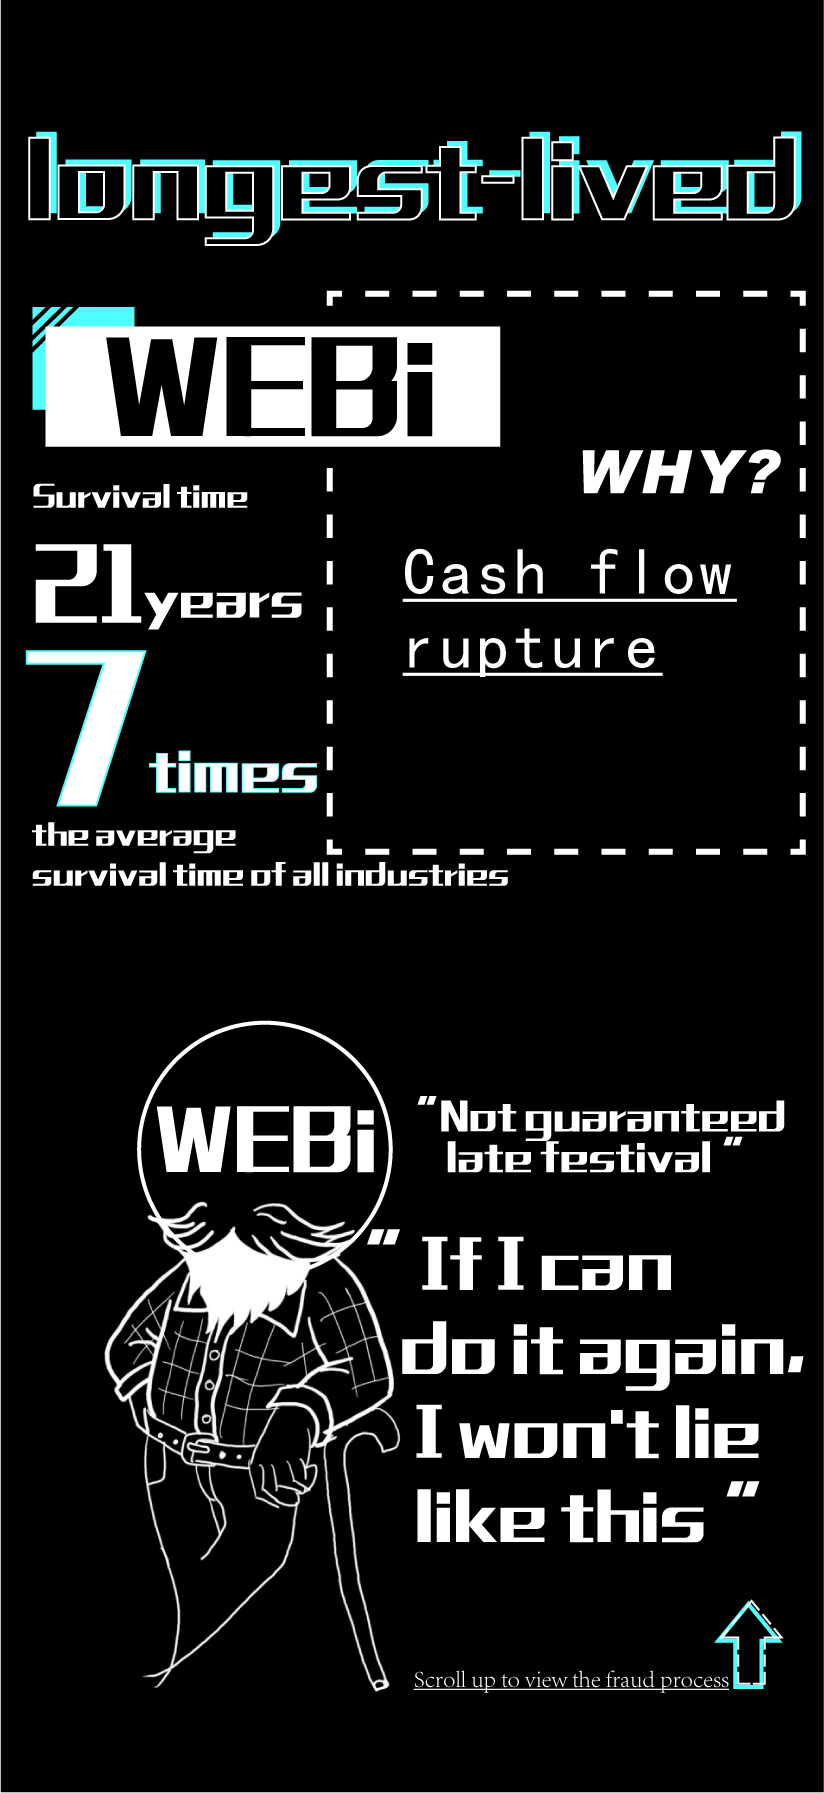 longest-lived
WEBi
Survival time
21years
7 times
the average
survival time of all industries
WHY?
Cash flow
rupture
WEBi
"Not guaranteed
late festival"
"If I can
do it again,
I won't lie
like this"
Scroll up to view the fraud process